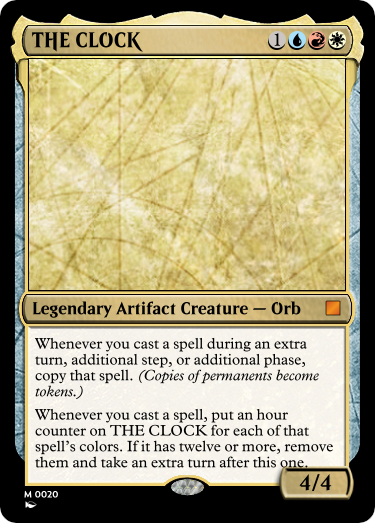 THE CLOCK
1
Legendary Artifact Creature — Orb
Whenever you cast a spell during an extra
turn, additional step, or additional phase,
copy that spell. (Copies of permanents become
tokens.)
Whenever you cast a spell, put an hour
counter on THE CLOCK for each of that
spell's colors. If it has twelve or more, remove
them and take an extra turn after this one.
4/4
M 0020